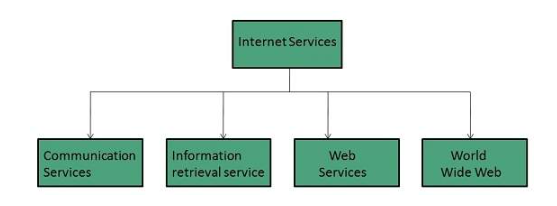 Internet Services
Communication
Services
Information
retrieval service
Web
Services
World
Wide Web